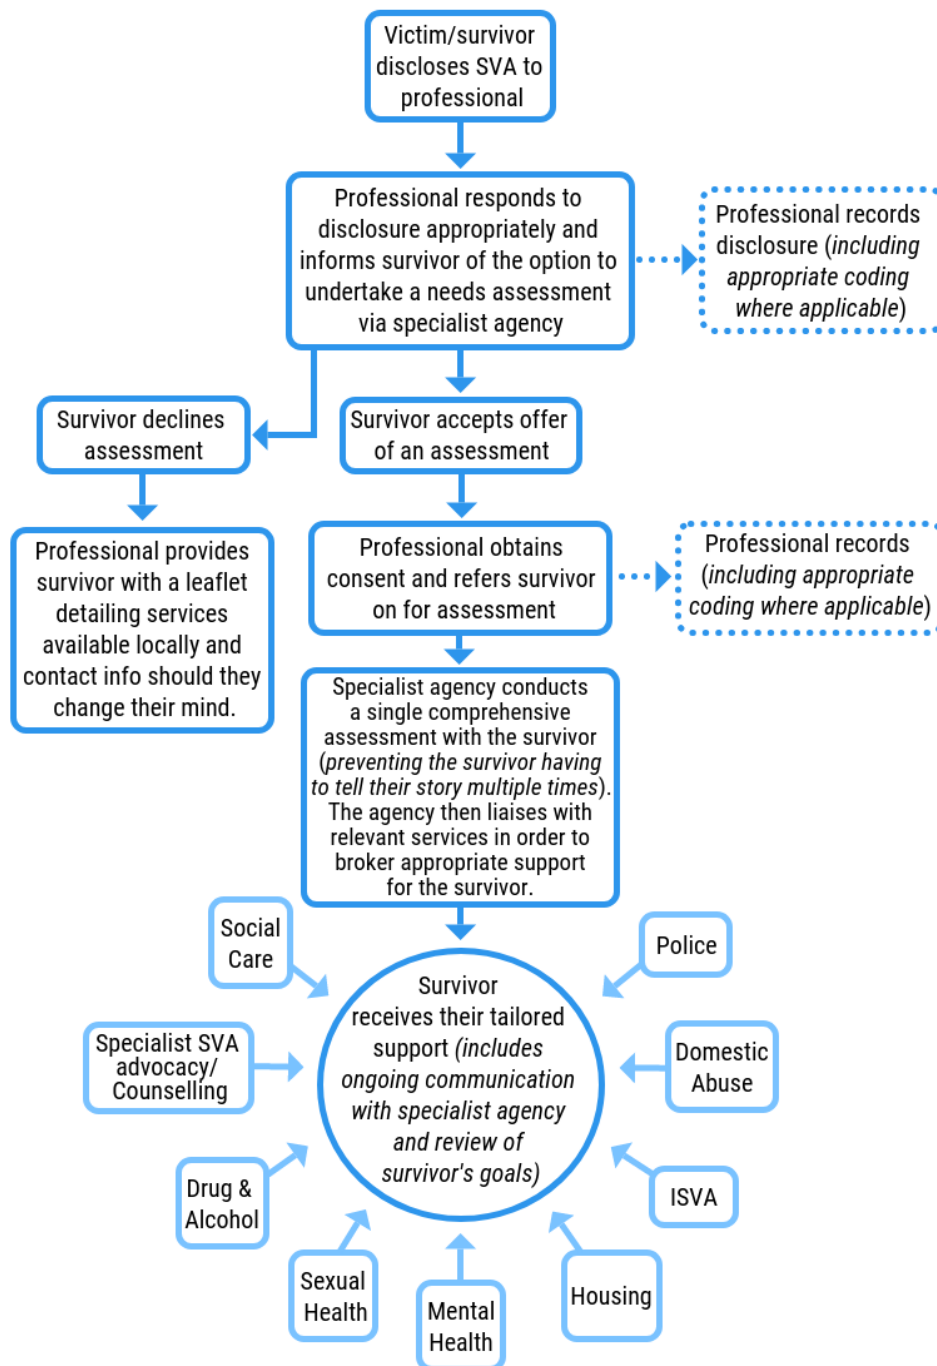 Victim/survivor
discloses SVA to
professional
Professional responds to
disclosure appropriately and
informs survivor of the option to
undertake a needs assessment
via specialist agency
Professional records
disclosure (including
appropriate coding
where applicable)
Survivor declines
assessment
Survivor accepts offer
of an assessment
Professional provides
survivor with a leaflet
detailing services
available locally and
contact info should they
change their mind.
Professional obtains
consent and refers survivor
on for assessment
Professional records
(including appropriate
coding where applicable)
Specialist agency conducts
a single comprehensive
assessment with the survivor
(preventing the survivor having
to tell their story multiple times).
The agency then liaises with
relevant services in order to
broker appropriate support
for the survivor.
Social
Care
Police
Survivor
receives their tailored
support (includes
ongoing communication
with specialist agency
and review of
survivor's goals)
Specialist SVA
advocacy/
Counselling
Domestic
Abuse
Drug &
Alcohol
ISVA
Sexual
Health
Mental
Health
Housing